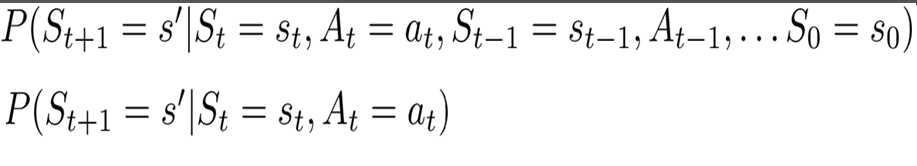 P(S_{t+1} = s'|S_t = s_t, A_t = a_t, S_{t-1} = s_{t-1}, A_{t-1}, ... S_0 = s_0)
P(S_{t+1} = s'|S_t = s_t, A_t = a_t)